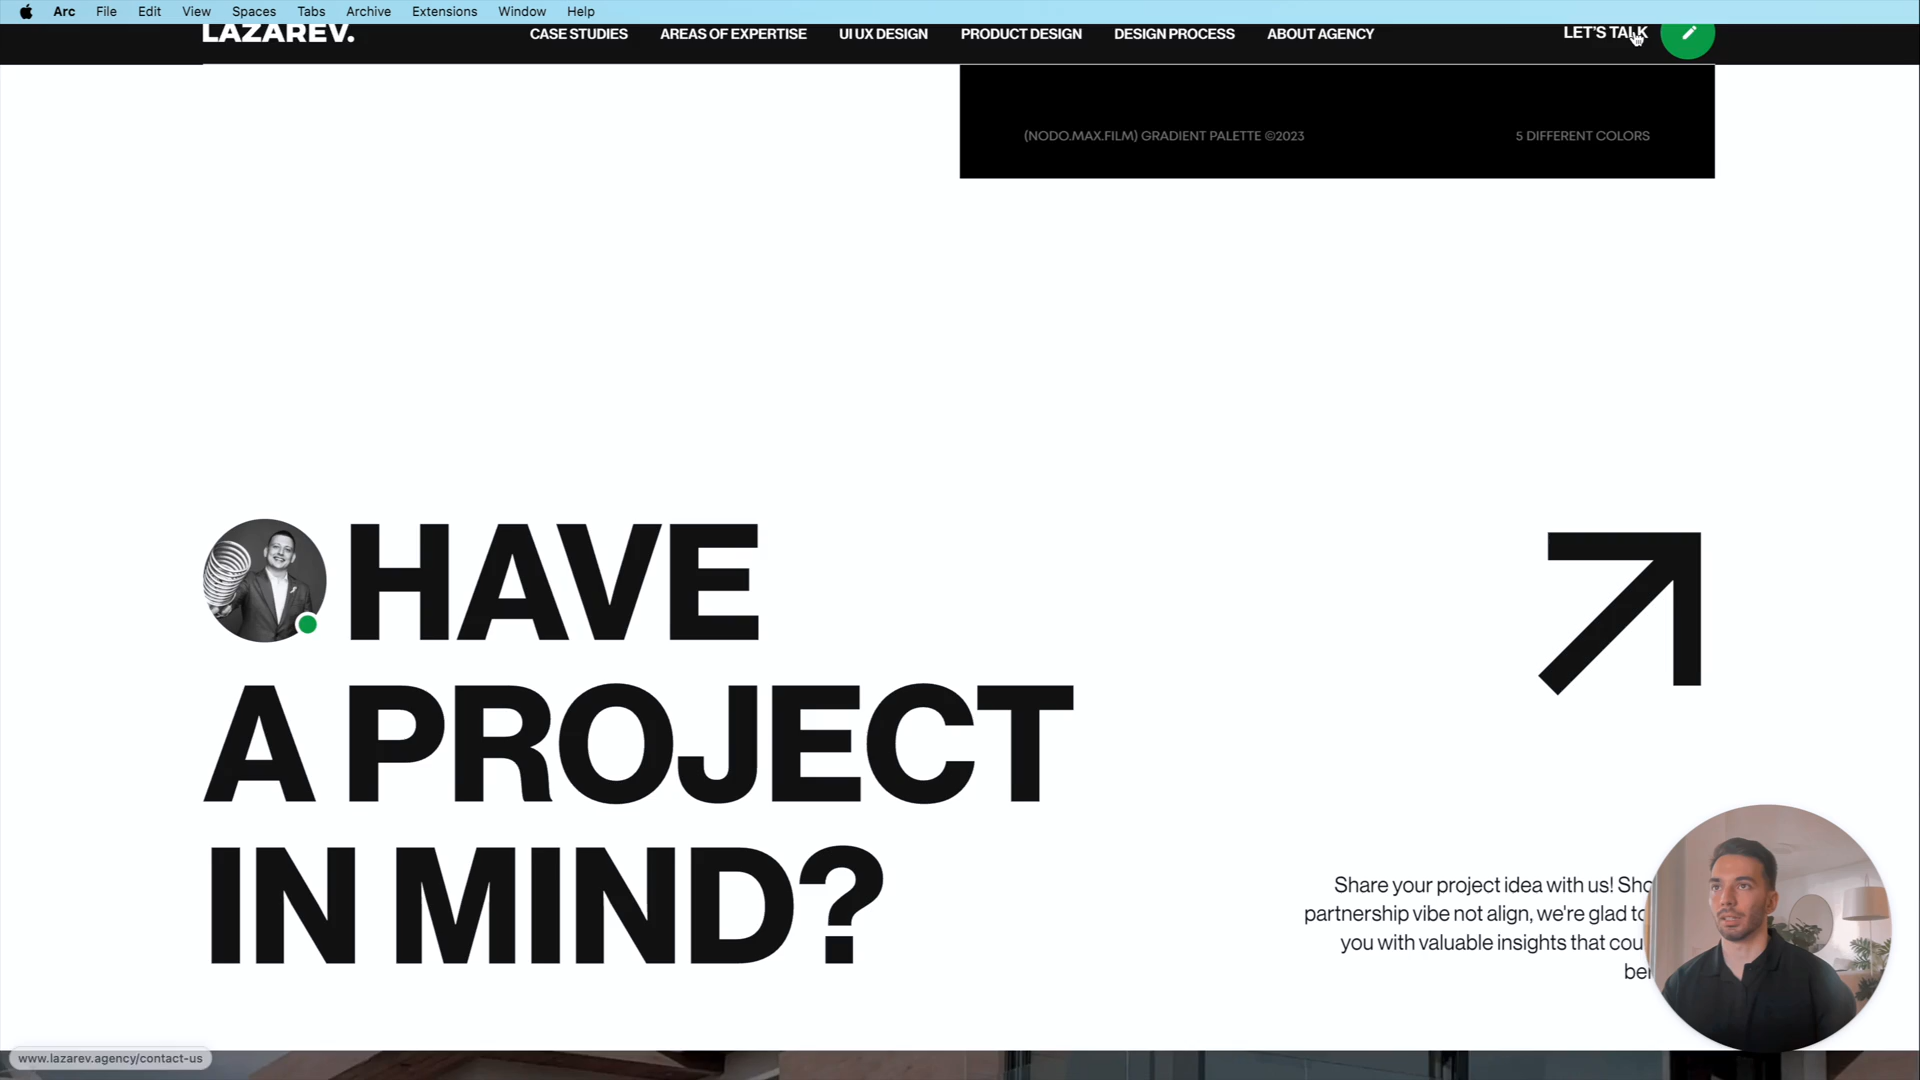 Arc File Edit View Spaces Tabs Archive Extensions Window Help
LAZAREV. CASE STUDIES AREAS OF EXPERTISE UI UX DESIGN PRODUCT DESIGN DESIGN PROCESS ABOUT AGENCY LET'S TALK
(NODO.MAX.FILM) GRADIENT PALETTE ©2023 5 DIFFERENT COLORS
HAVE
A PROJECT
IN MIND?
Share your project idea with us!
partnership vibe not align, we're glad
you with valuable insights that
www.lazarev.agency/contact-us